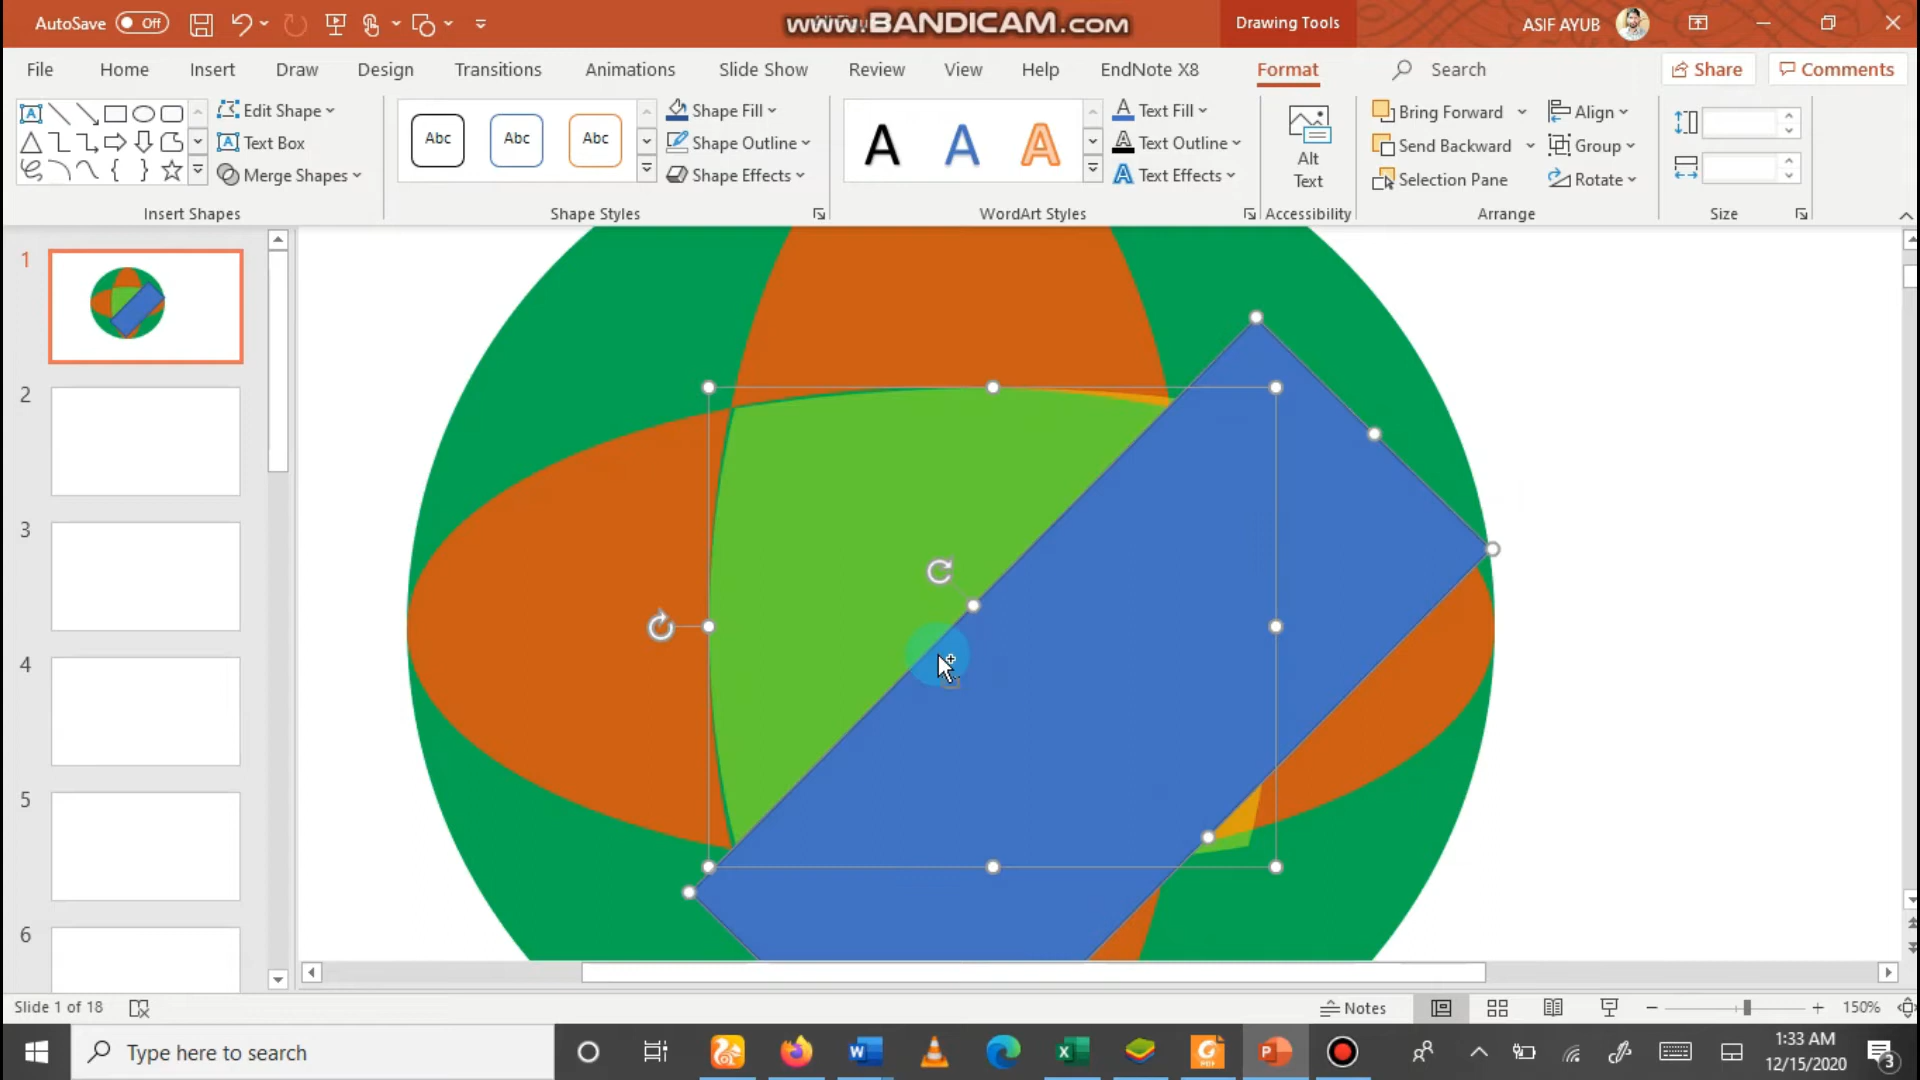 AutoSave Off
www.BANDICAM.com
Drawing Tools
ASIF AYUB
File Home Insert Draw Design Transitions Animations Slide Show Review View Help EndNote X8 Format Search Share Comments
Edit Shape
Text Box
Merge Shapes
Insert Shapes
Abc Abc Abc
Shape Fill
Shape Outline
Shape Effects
Shape Styles
A A A
Text Fill
Text Outline
Text Effects
WordArt Styles
Alt
Text
Accessibility
Bring Forward
Send Backward
Selection Pane
Align
Group
Rotate
Arrange
Size
1
2
3
4
5
6
Slide 1 of 18
Notes
150%
Type here to search
1:33 AM
12/15/2020
3